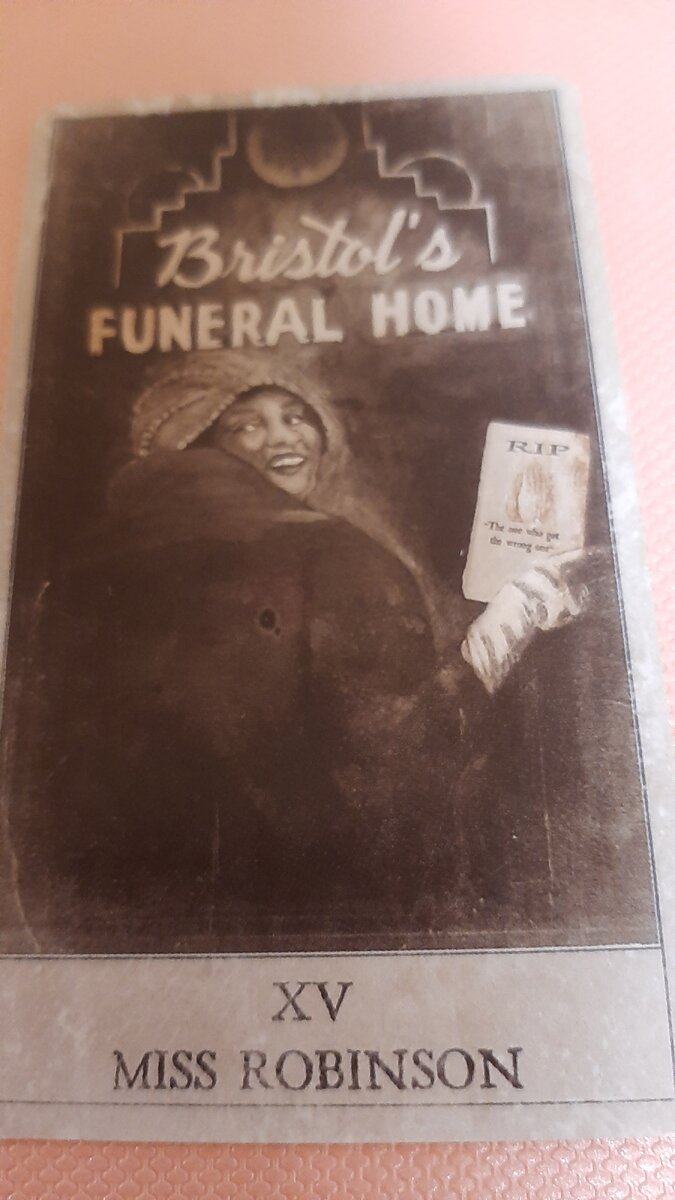 Bristol's
FUNERAL HOME
RIP
"The one who got
the wrong one"
XV
MISS ROBINSON